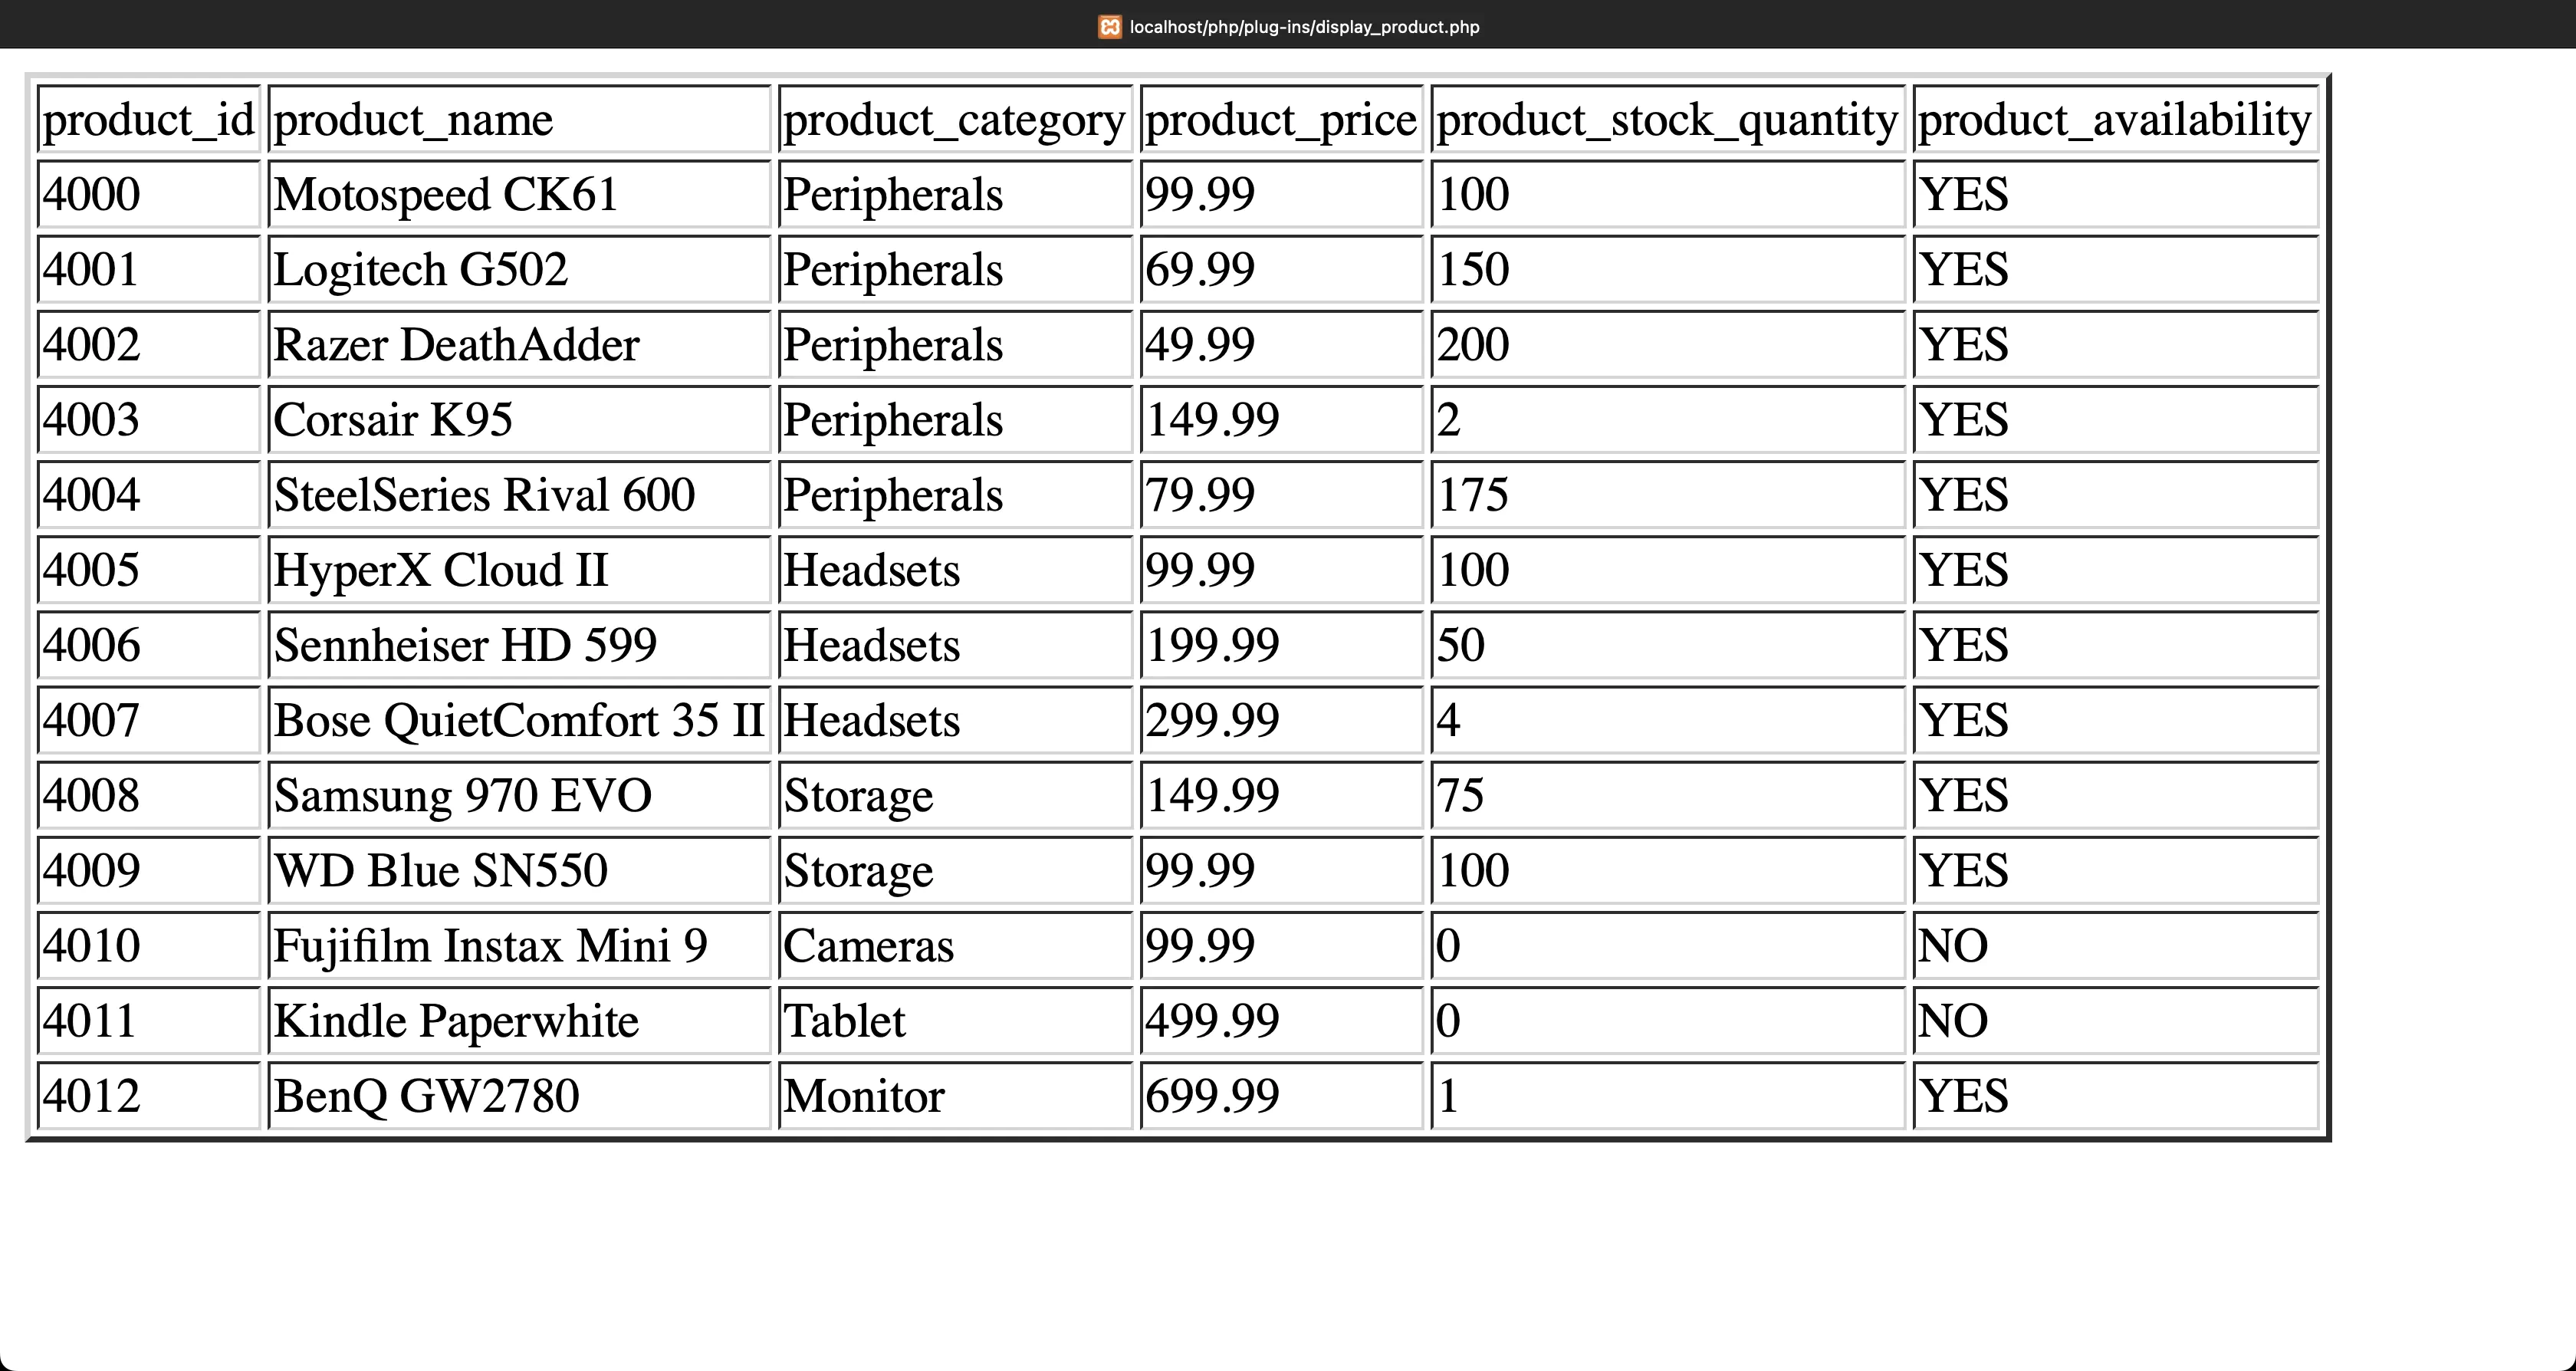 localhost/php/plug-ins/display_product.php
product_id product_name product_category product_price product_stock_quantity product_availability
4000 Motospeed CK61 Peripherals 99.99 100 YES
4001 Logitech G502 Peripherals 69.99 150 YES
4002 Razer DeathAdder Peripherals 49.99 200 YES
4003 Corsair K95 Peripherals 149.99 2 YES
4004 SteelSeries Rival 600 Peripherals 79.99 175 YES
4005 HyperX Cloud II Headsets 99.99 100 YES
4006 Sennheiser HD 599 Headsets 199.99 50 YES
4007 Bose QuietComfort 35 II Headsets 299.99 4 YES
4008 Samsung 970 EVO Storage 149.99 75 YES
4009 WD Blue SN550 Storage 99.99 100 YES
4010 Fujifilm Instax Mini 9 Cameras 99.99 0 NO
4011 Kindle Paperwhite Tablet 499.99 0 NO
4012 BenQ GW2780 Monitor 699.99 1 YES